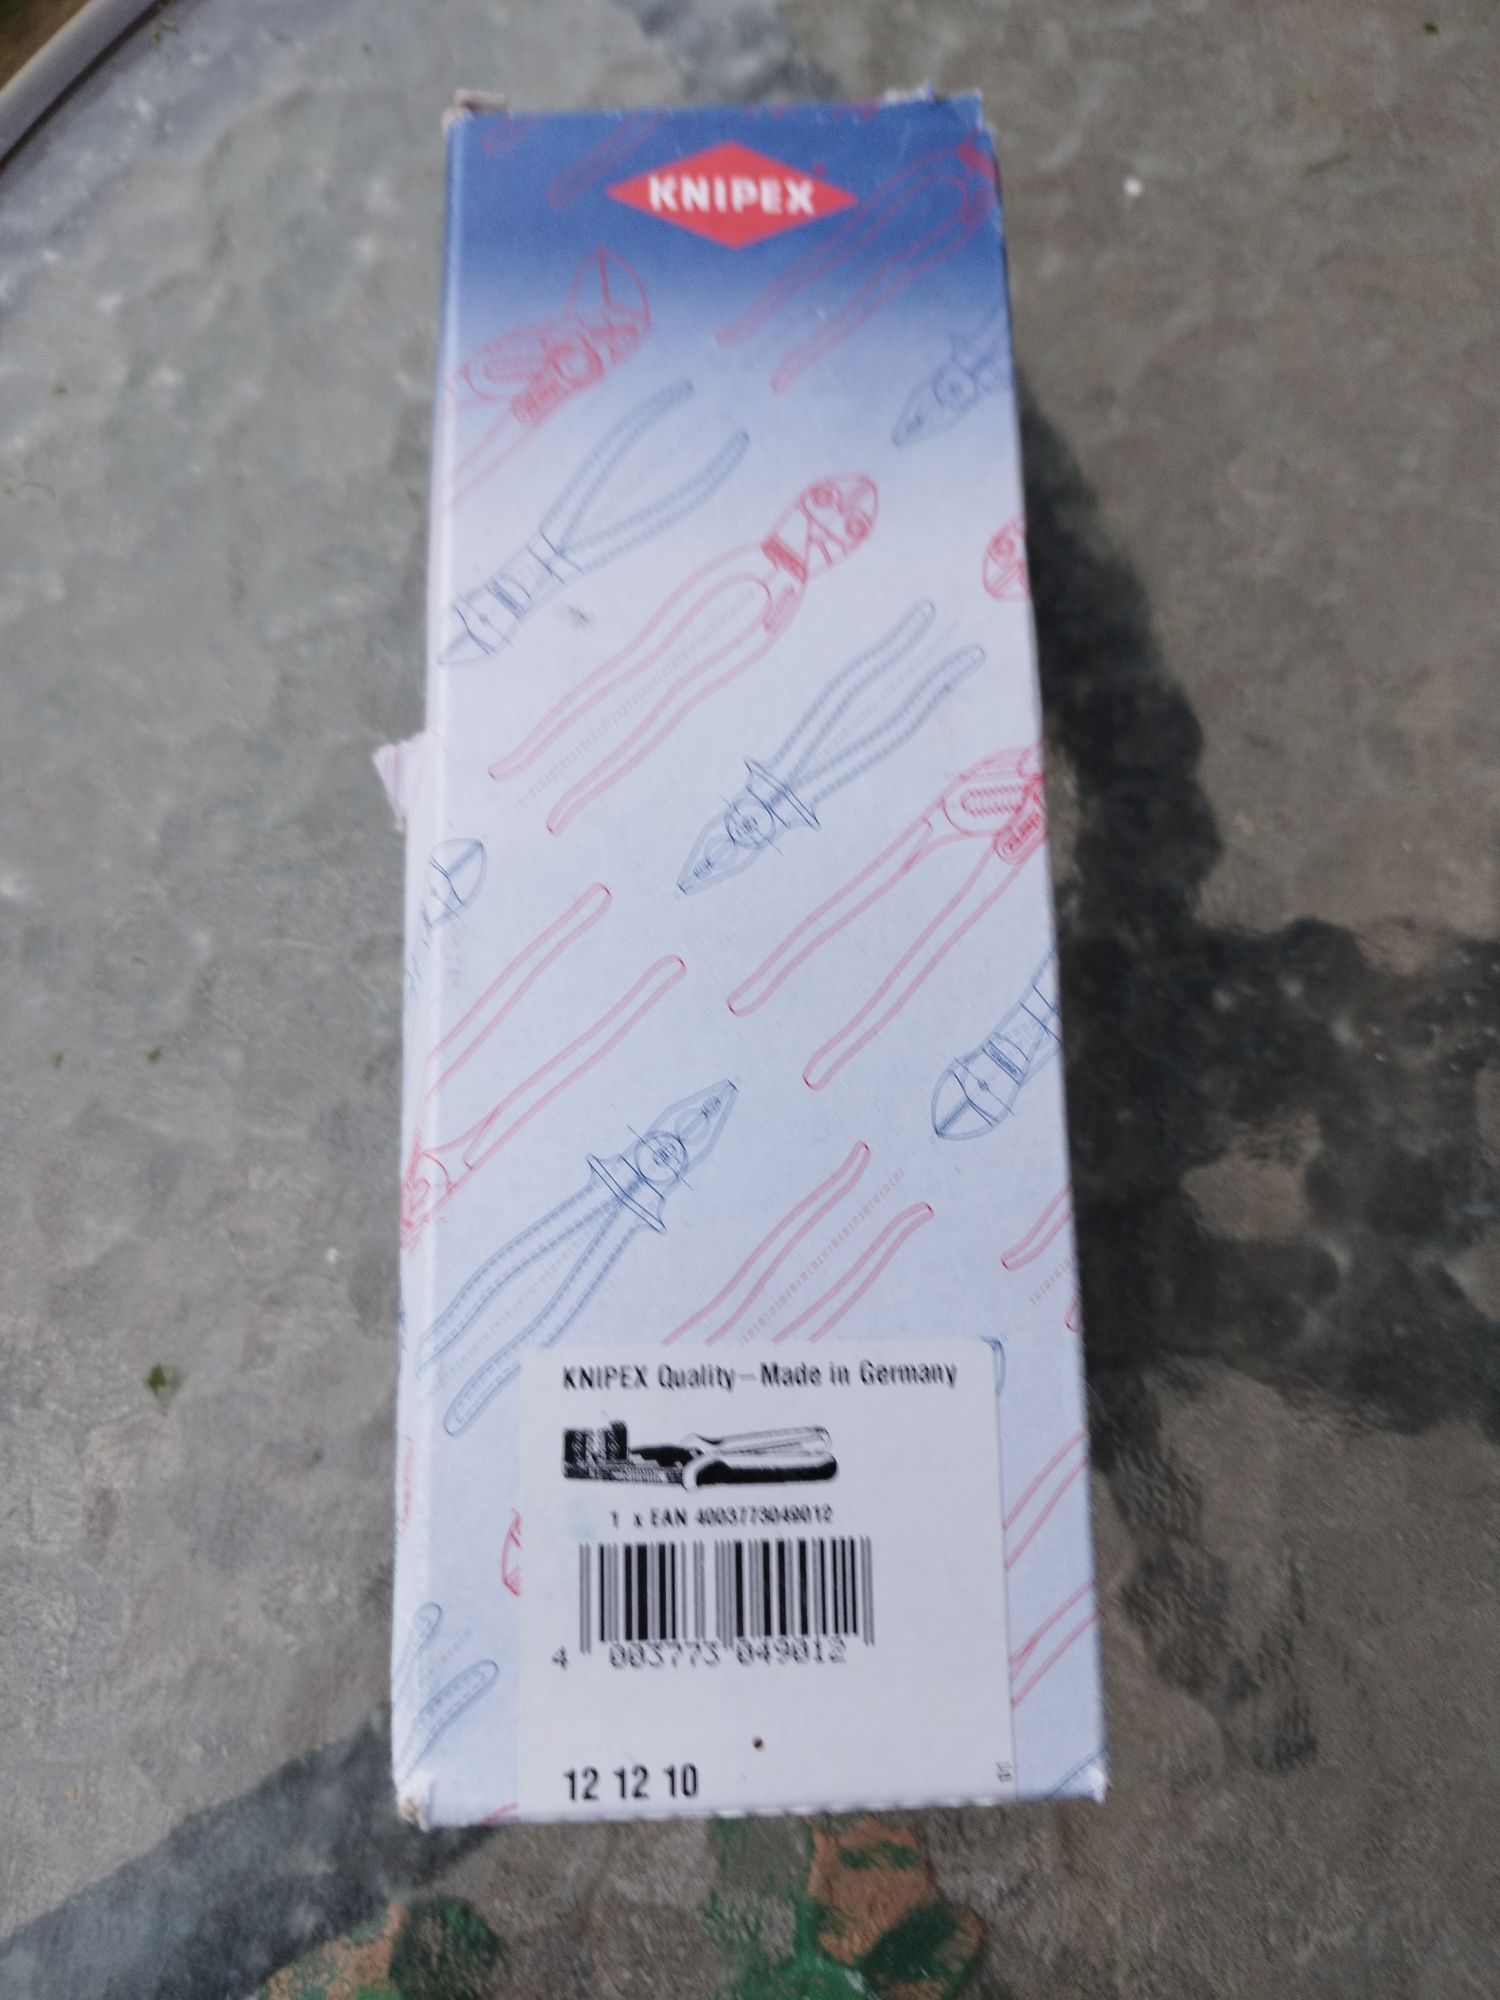 KNIPEX
KNIPEX Quality – Made in Germany
1 x EAN 4003773049012
4 003773 049012
12 12 10